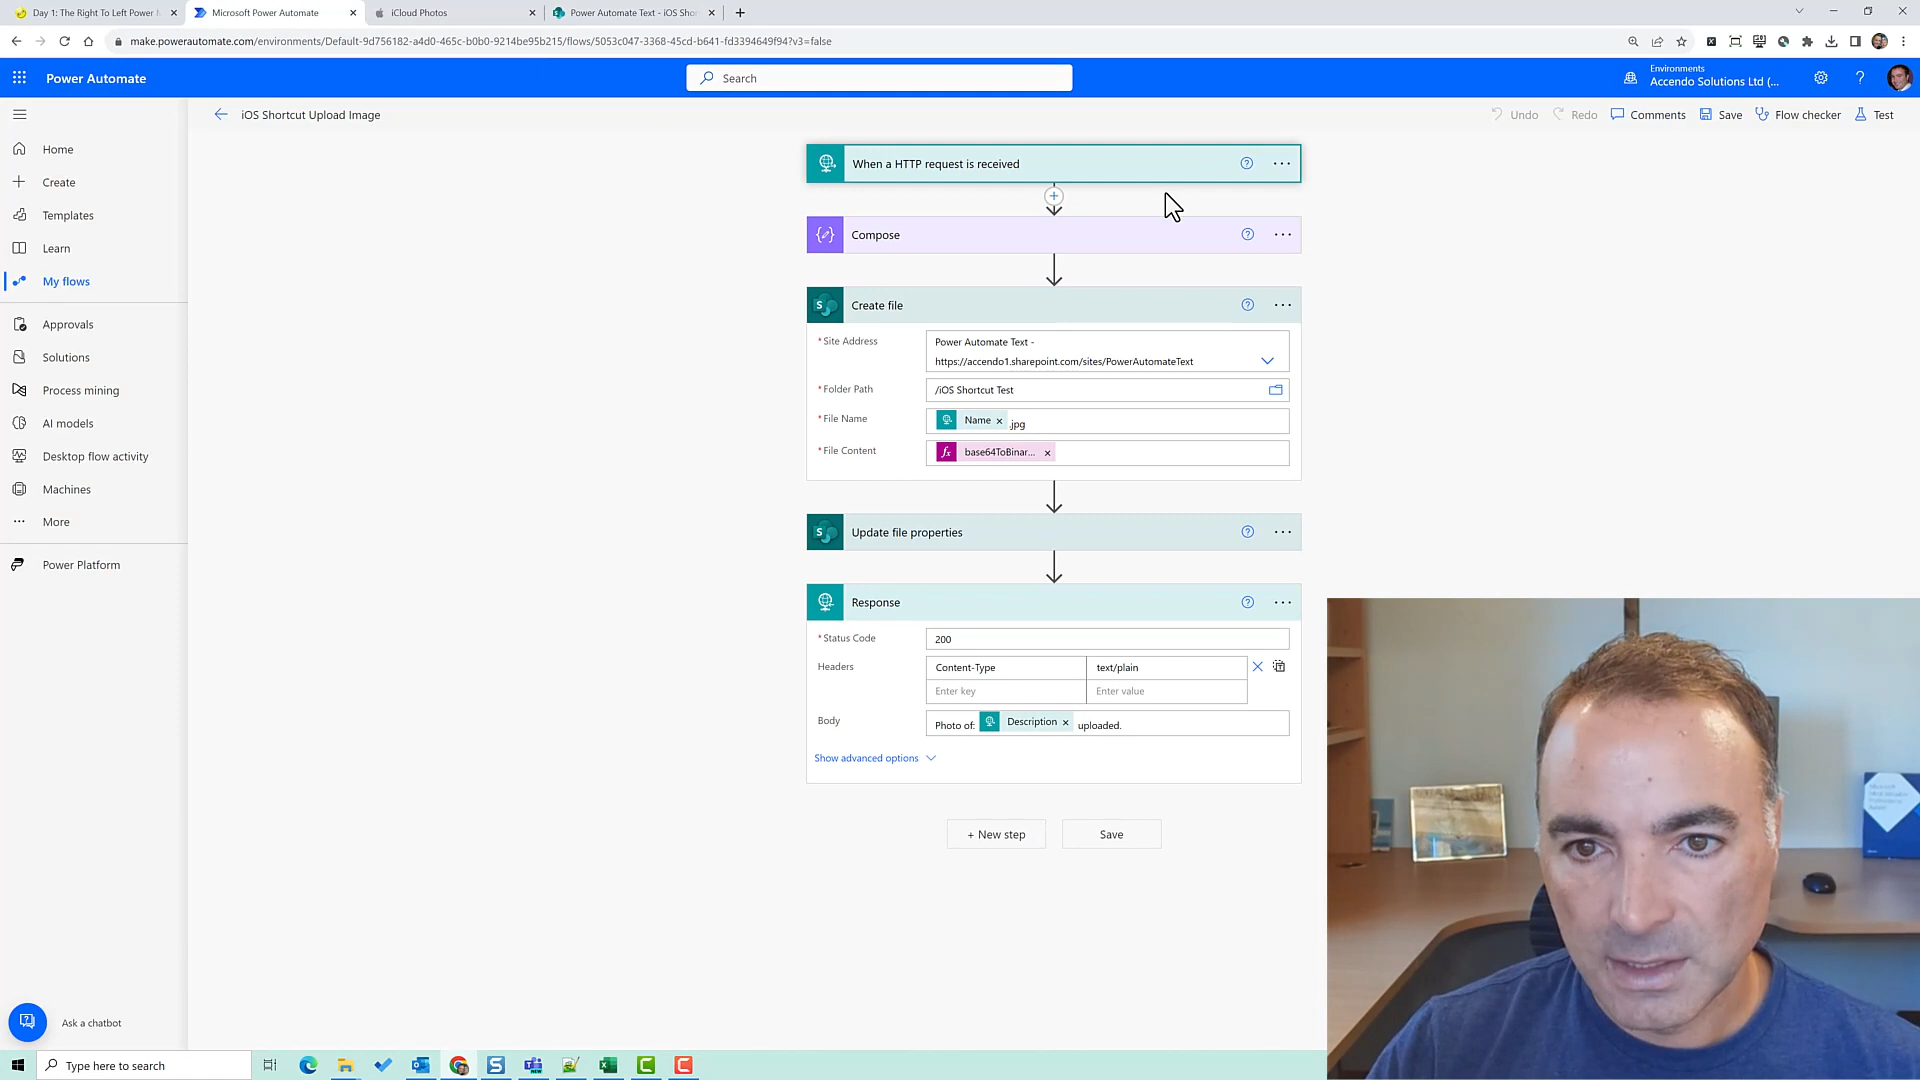 Day 1: The Right To Left Power
Microsoft Power Automate
iCloud Photos
Power Automate Text - iOS Shor
make.powerautomate.com/environments/Default-9d756182-a4d0-465c-b0b0-9214be95b215/flows/5053c047-3368-45cd-b641-fd3394649f94?v3=false
Power Automate
Search
Environments
Accendo Solutions Ltd (...
iOS Shortcut Upload Image
Undo
Redo
Comments
Save
Flow checker
Test
Home
Create
Templates
Learn
My flows
Approvals
Solutions
Process mining
AI models
Desktop flow activity
Machines
More
Power Platform
Ask a chatbot
When a HTTP request is received
Compose
Create file
* Site Address
Power Automate Text -
https://accendo1.sharepoint.com/sites/PowerAutomateText
* Folder Path
/iOS Shortcut Test
* File Name
Name
.jpg
* File Content
base64ToBinar...
Update file properties
Response
* Status Code
200
Headers
Content-Type
text/plain
Enter key
Enter value
Body
Photo of: Description uploaded.
Show advanced options
+ New step
Save
Type here to search